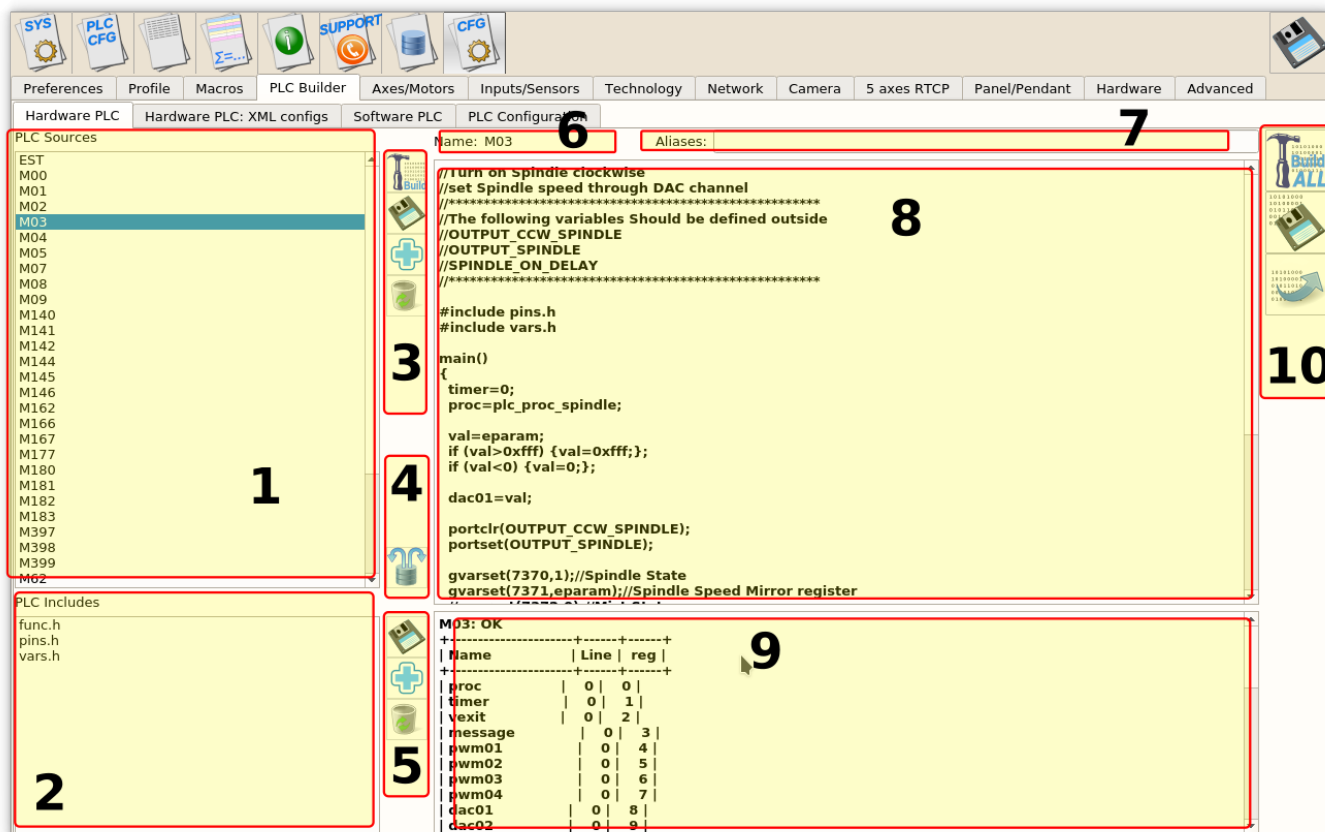 SYS
PLC
CFG
Σ=...
SUPPORT
CFG
Preferences
Profile
Macros
PLC Builder
Axes/Motors
Inputs/Sensors
Technology
Network
Camera
5 axes RTCP
Panel/Pendant
Hardware
Advanced
Hardware PLC
Hardware PLC: XML configs
Software PLC
PLC Configuration
PLC Sources
EST
M00
M01
M02
M03
M04
M05
M07
M08
M09
M140
M141
M142
M144
M145
M146
M162
M166
M167
M177
M180
M181
M182
M183
M397
M398
M399
M62
1
PLC Includes
func.h
pins.h
vars.h
2
Build
3
4
5
Name: M03
6
Aliases:
7
//Turn on Spindle clockwise
//set Spindle speed through DAC channel
//*****************************************************
//The following variables Should be defined outside
//OUTPUT_CCW_SPINDLE
//OUTPUT_SPINDLE
//SPINDLE_ON_DELAY
//*****************************************************
#include pins.h
#include vars.h
main()
{
timer=0;
proc=plc_proc_spindle;
val=eparam;
if (val>0xfff) {val=0xfff;};
if (val<0) {val=0;};
dac01=val;
portclr(OUTPUT_CCW_SPINDLE);
portset(OUTPUT_SPINDLE);
gvarset(7370,1);//Spindle State
gvarset(7371,eparam);//Spindle Speed Mirror register
8
M03: OK
+----------------------+------+------+
| Name | Line | reg |
+----------------------+------+------+
| proc | 0 | 0 |
| timer | 0 | 1 |
| vexit | 0 | 2 |
| message | 0 | 3 |
| pwm01 | 0 | 4 |
| pwm02 | 0 | 5 |
| pwm03 | 0 | 6 |
| pwm04 | 0 | 7 |
| dac01 | 0 | 8 |
| dac02 | 0 | 9 |
9
Build
ALL
10